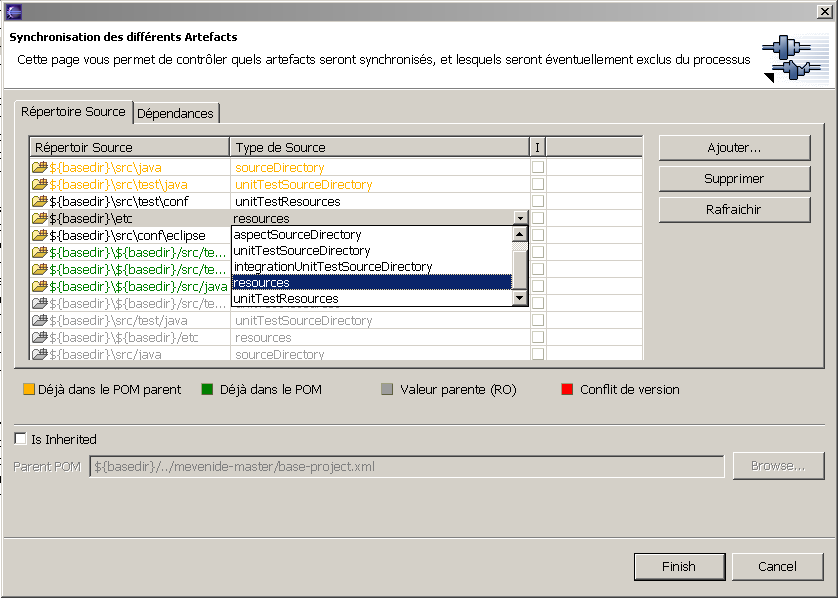 Synchronisation des différents Artefacts
Cette page vous permet de contrôler quels artefacts seront synchronisés, et lesquels seront éventuellement exclus du processus
Répertoire Source Dépendances
Répertoir Source Type de Source I
${basedir}\src\java sourceDirectory
${basedir}\src\test\java unitTestSourceDirectory
${basedir}\src\test\conf unitTestResources
${basedir}\etc resources
${basedir}\src\conf\eclipse
${basedir}\${basedir}/src/te...
${basedir}\${basedir}/src/te...
${basedir}\${basedir}/src/java
${basedir}\${basedir}/src/te...
${basedir}\src/test/java unitTestSourceDirectory
${basedir}\${basedir}/etc resources
${basedir}\src/java sourceDirectory
aspectSourceDirectory
unitTestSourceDirectory
integrationUnitTestSourceDirectory
resources
unitTestResources
Ajouter...
Supprimer
Rafraichir
Déjà dans le POM parent Déjà dans le POM Valeur parente (RO) Conflit de version
Is Inherited
Parent POM ${basedir}/../mevenide-master/base-project.xml Browse...
Finish Cancel